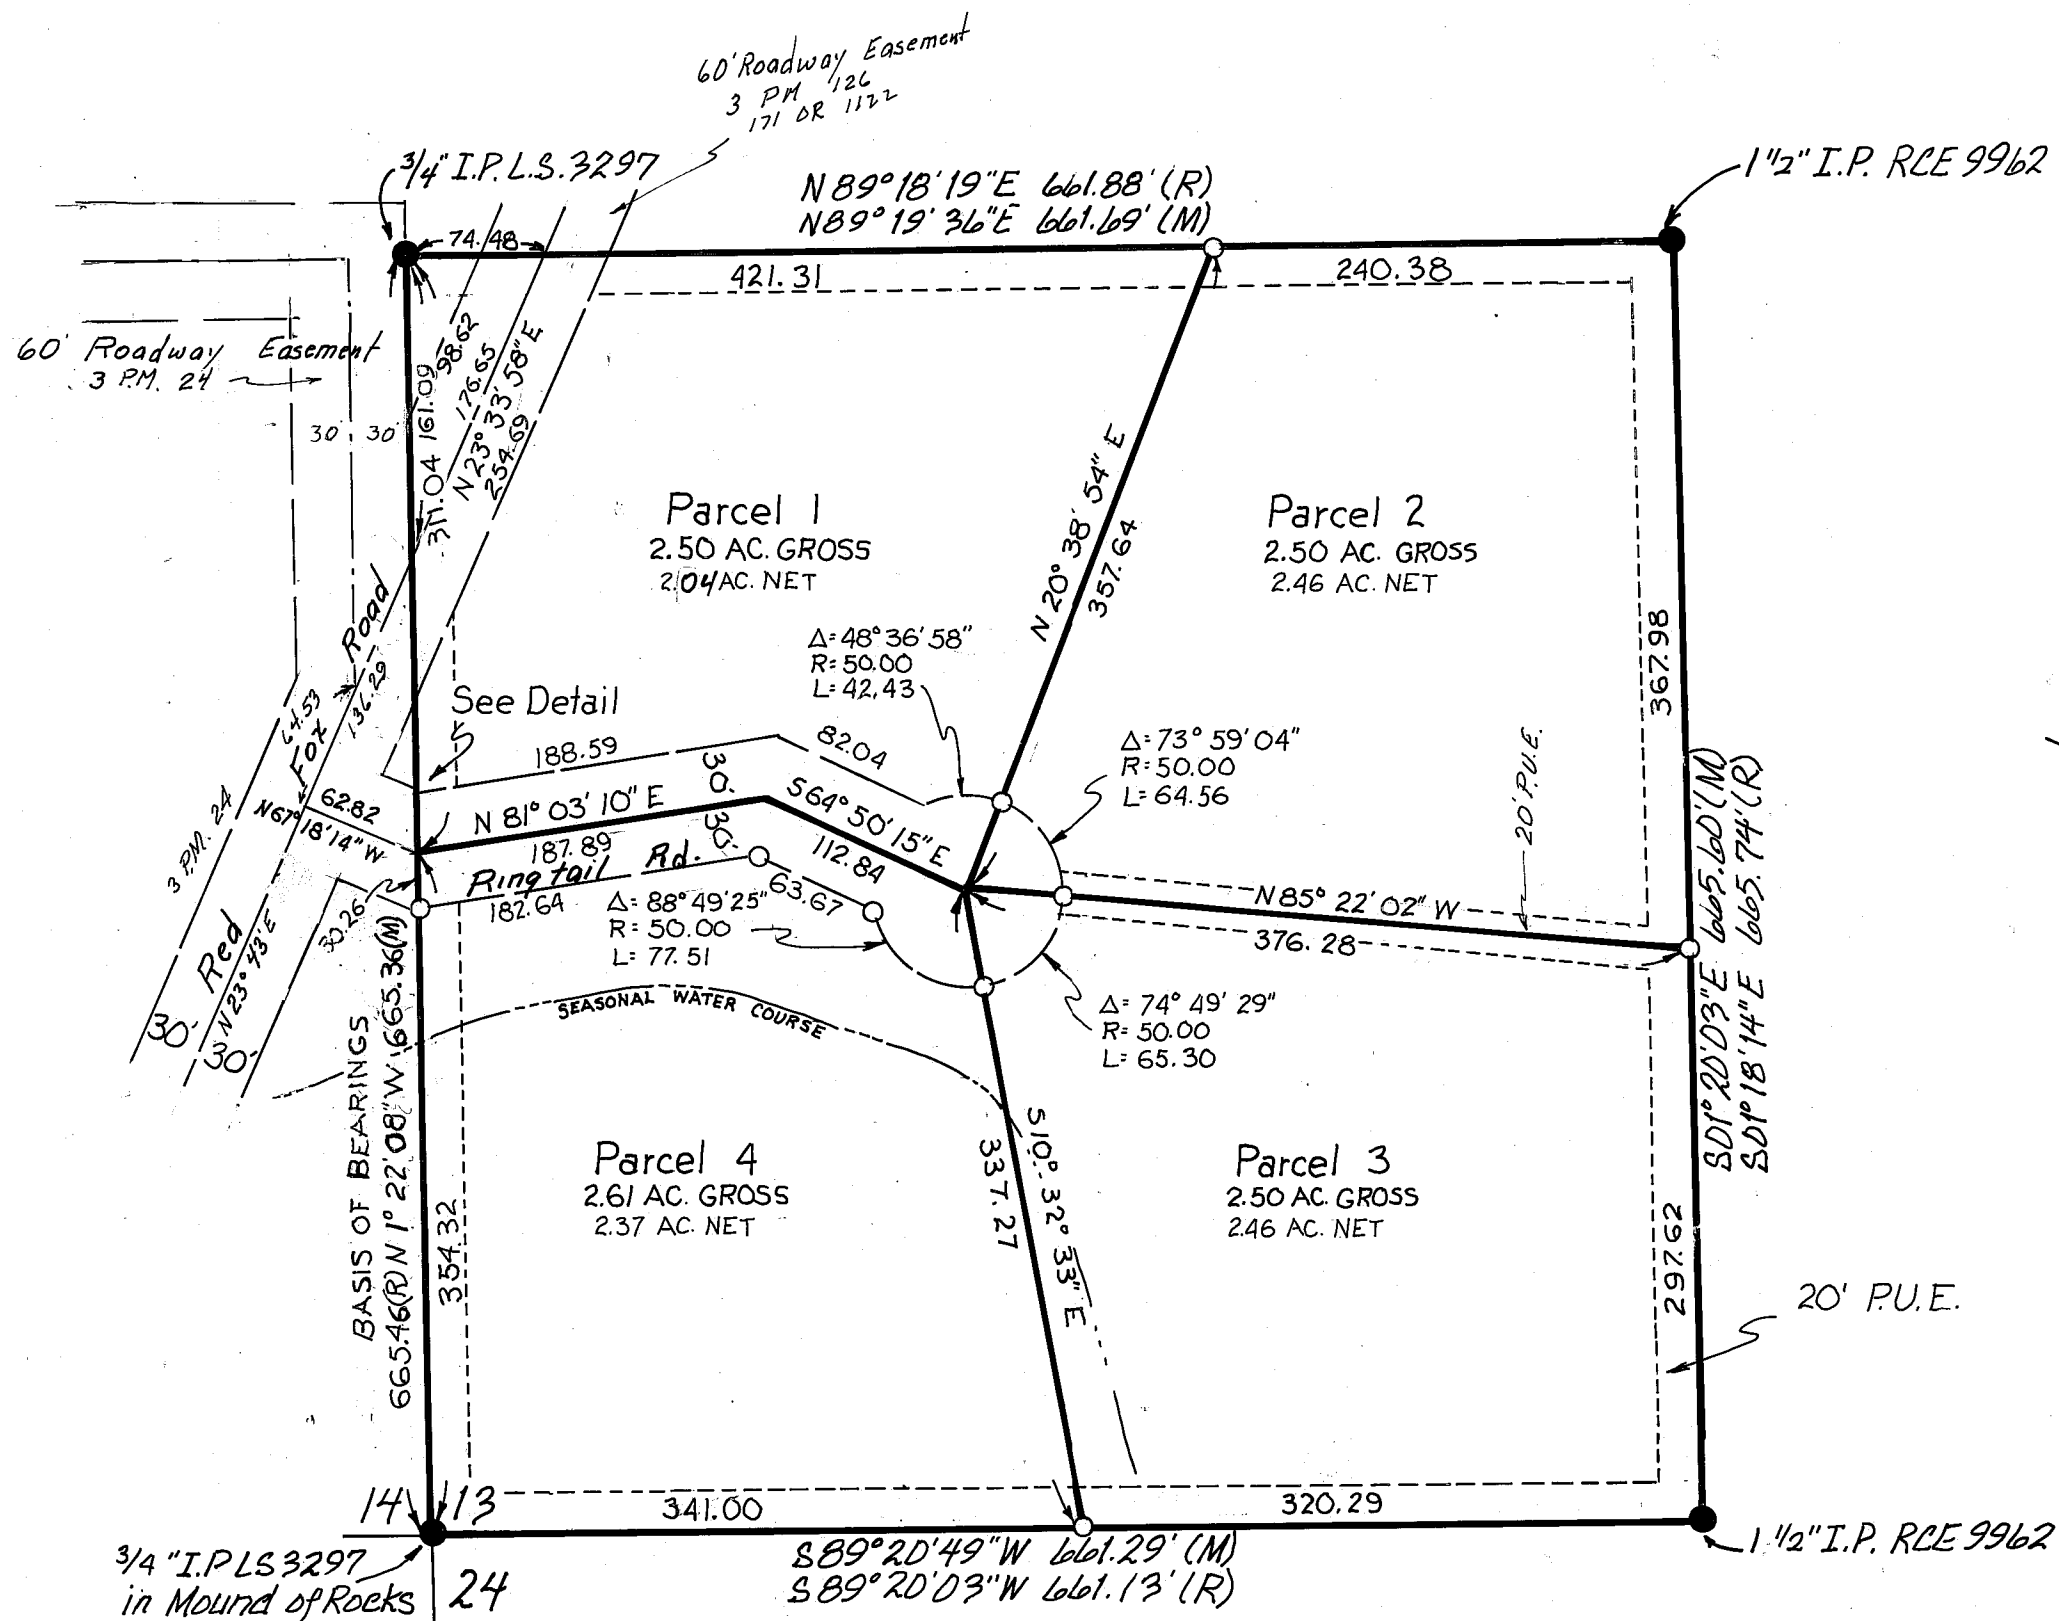 60' Roadway Easement
3 PM 126
171 OR 1122
3/4" I.P. L.S. 3297
1 1/2" I.P. RCE 9962
N 89° 18' 19" E 661.88' (R)
N 89° 19' 36" E 661.69' (M)
74.48
421.31
240.38
60' Roadway Easement
3 P.M. 24
30 30
311.04
161.09
98.62
176.65
N 23° 33' 58" E
254.69
Parcel 1
2.50 AC. GROSS
2.04 AC. NET
N 20° 38' 54" E
357.64
Parcel 2
2.50 AC. GROSS
2.46 AC. NET
367.98
Δ= 48° 36' 58"
R= 50.00
L= 42.43
Δ= 73° 59' 04"
R= 50.00
L= 64.56
See Detail
188.59
82.04
30'
30'
Red Fox Road
64.53
136.29
62.82
N 67° 18' 14" W
3 P.M. 24
N 23° 43' E
30'
30'
30.26
N 81° 03' 10" E
187.89
S 64° 50' 15" E
112.84
Ringtail Rd.
182.64
63.67
Δ= 88° 49' 25"
R= 50.00
L= 77.51
20' P.U.E.
N 85° 22' 02" W
376.28
S 01° 20' 03" E 665.60' (M)
S 01° 18' 14" E 665.74' (R)
Δ= 74° 49' 29"
R= 50.00
L= 65.30
SEASONAL WATER COURSE
BASIS OF BEARINGS
665.46(R) N 1° 22' 08" W 665.36(M)
354.32
Parcel 4
2.61 AC. GROSS
2.37 AC. NET
S10° 32° 33" E
337.27
Parcel 3
2.50 AC. GROSS
2.46 AC. NET
297.62
20' P.U.E.
14 13
24
341.00
320.29
3/4" I.P LS 3297
in Mound of Rocks
S 89° 20' 49" W 661.29' (M)
S 89° 20' 03" W 661.13' (R)
1 1/2" I.P. RCE 9962